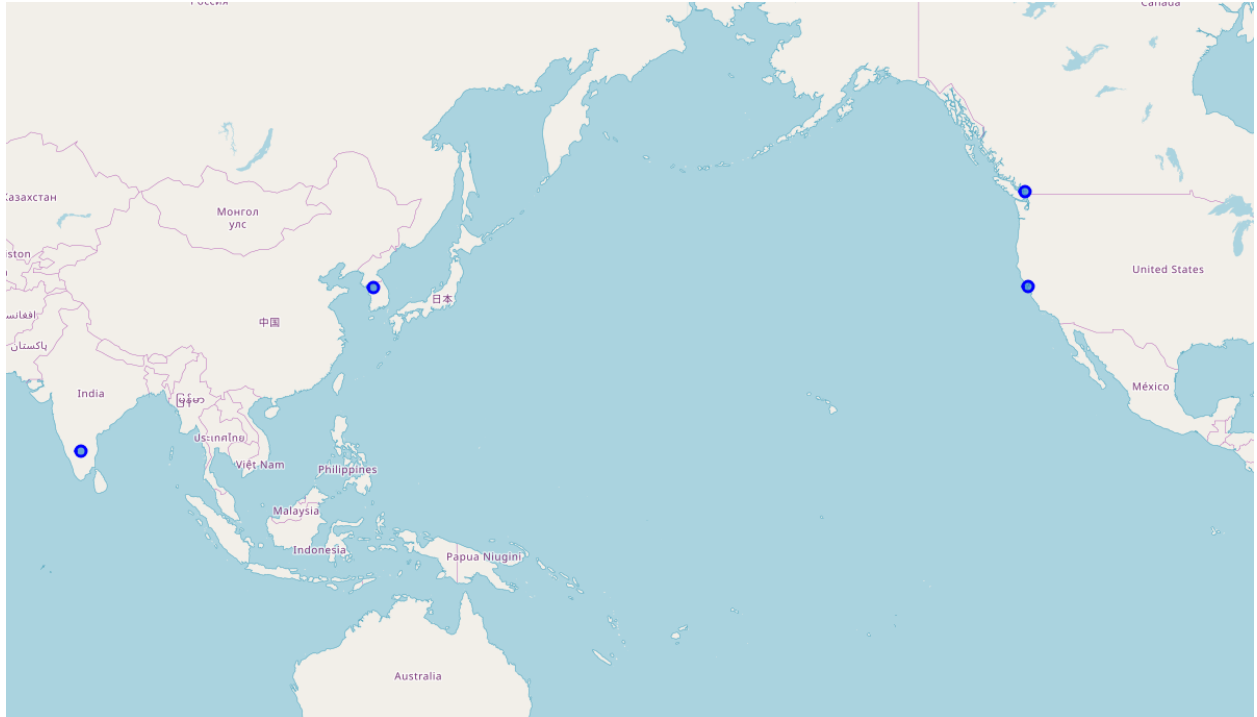 Россия
Canada
Казахстан
Монгол
улс
United States
日本
中国
پاکستان
India
México
မြန်မာ
ประเทศไทย
Việt Nam
Philippines
Malaysia
Indonesia
Papua Niugini
Australia